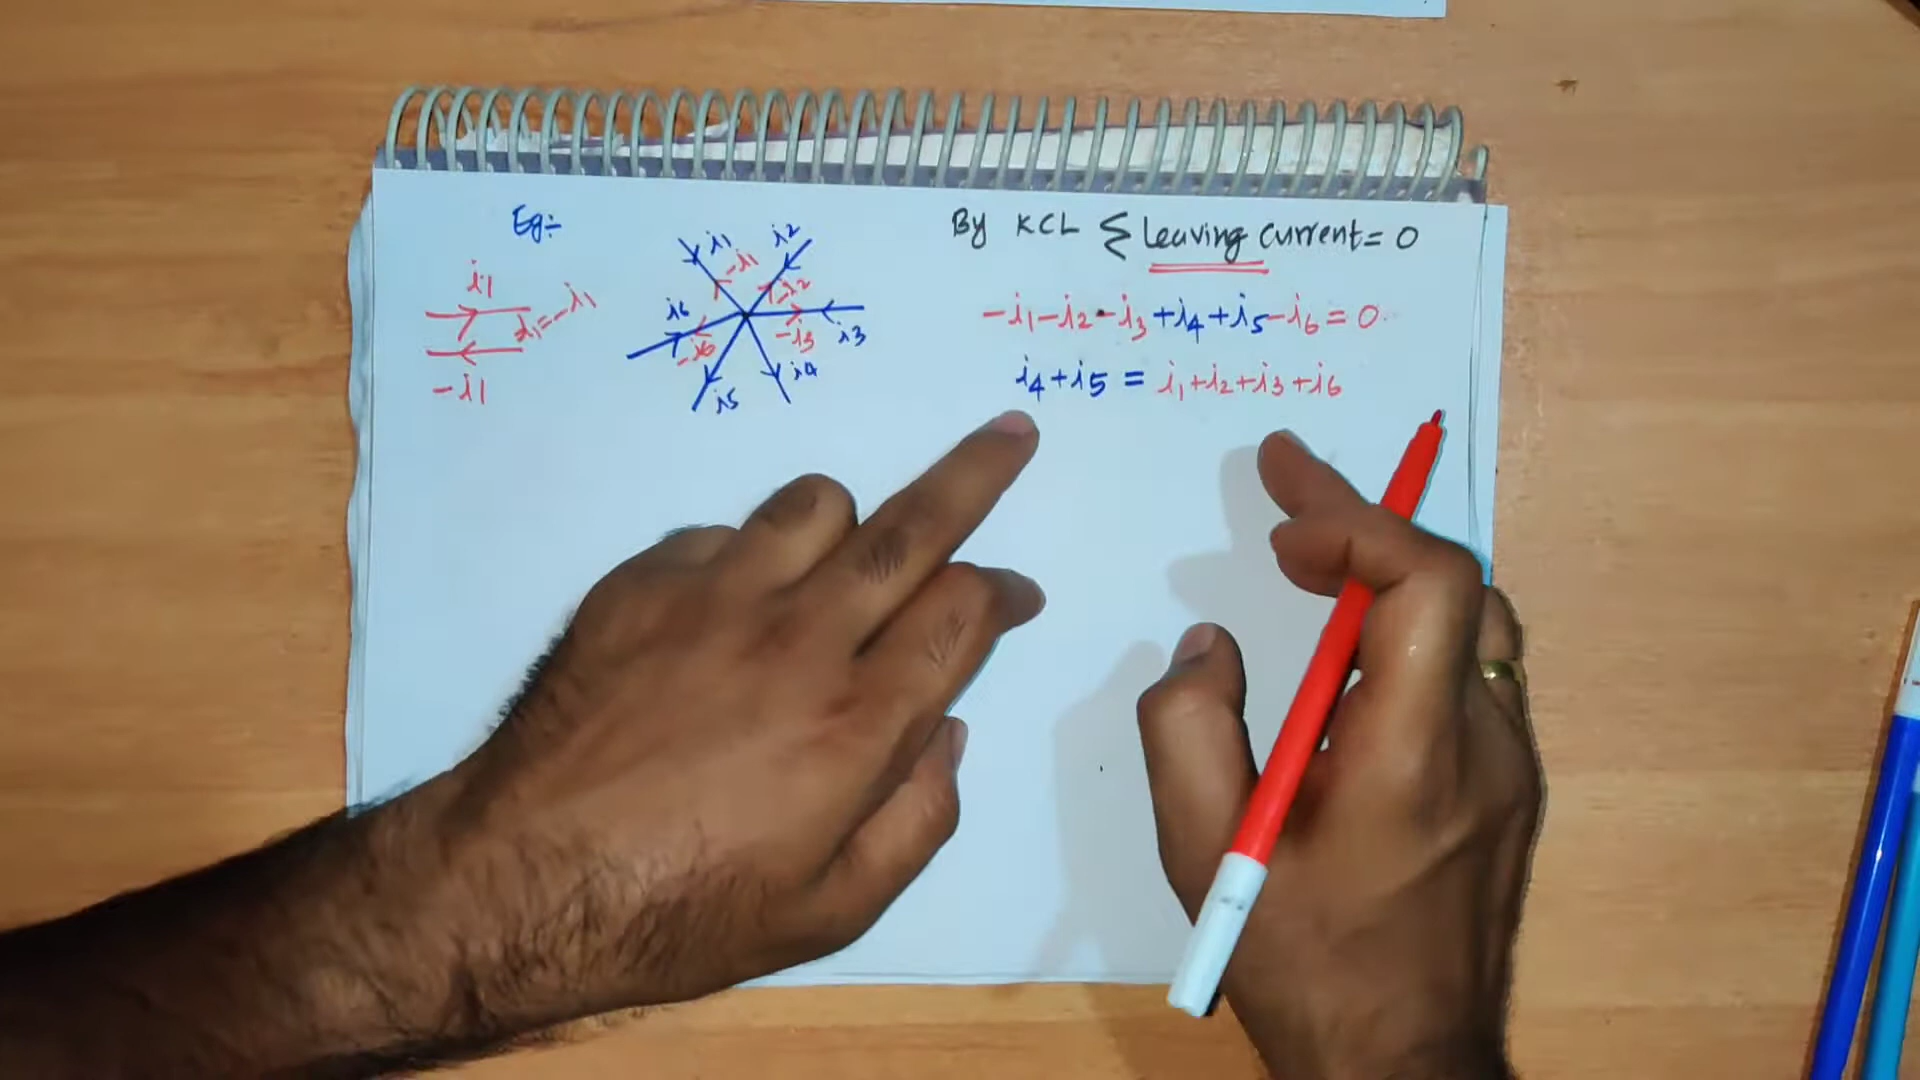 Eg:-
By KCL Σ Leaving current = 0
i1
i1 = -i1
-i1
i1
i2
-i1
-i2
i6
-i6
-i3
i3
i5
i4
-i1-i2-i3+i4+i5-i6=0
i4+i5 = i1+i2+i3+i6